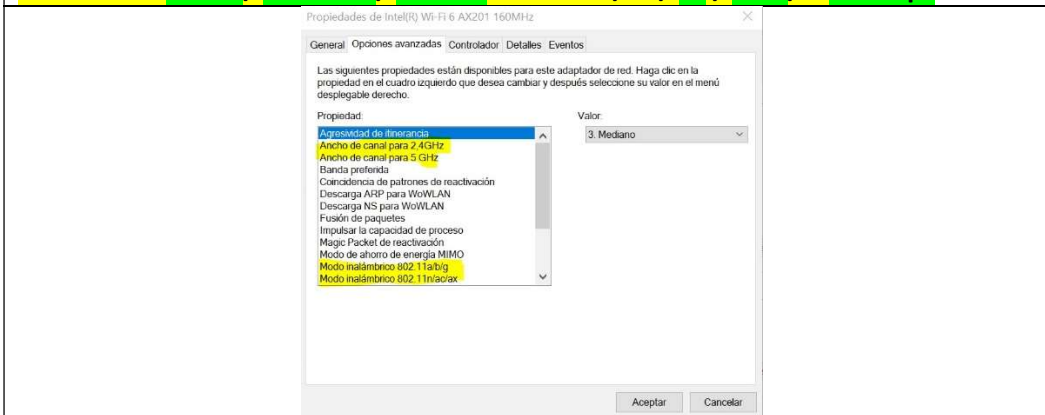 Propiedades de Intel(R) Wi-Fi 6 AX201 160MHz
General Opciones avanzadas Controlador Detalles Eventos
Las siguientes propiedades están disponibles para este adaptador de red. Haga clic en la
propiedad en el cuadro izquierdo que desea cambiar y después seleccione su valor en el menú
desplegable derecho.
Propiedad: Valor:
Agresividad de itinerancia 3. Mediano
Ancho de canal para 2,4GHz
Ancho de canal para 5 GHz
Banda preferida
Coincidencia de patrones de reactivación
Descarga ARP para WoWLAN
Descarga NS para WoWLAN
Fusión de paquetes
Impulsar la capacidad de proceso
Magic Packet de reactivación
Modo de ahorro de energía MIMO
Modo inalámbrico 802.11a/b/g
Modo inalámbrico 802.11n/ac/ax
Aceptar Cancelar